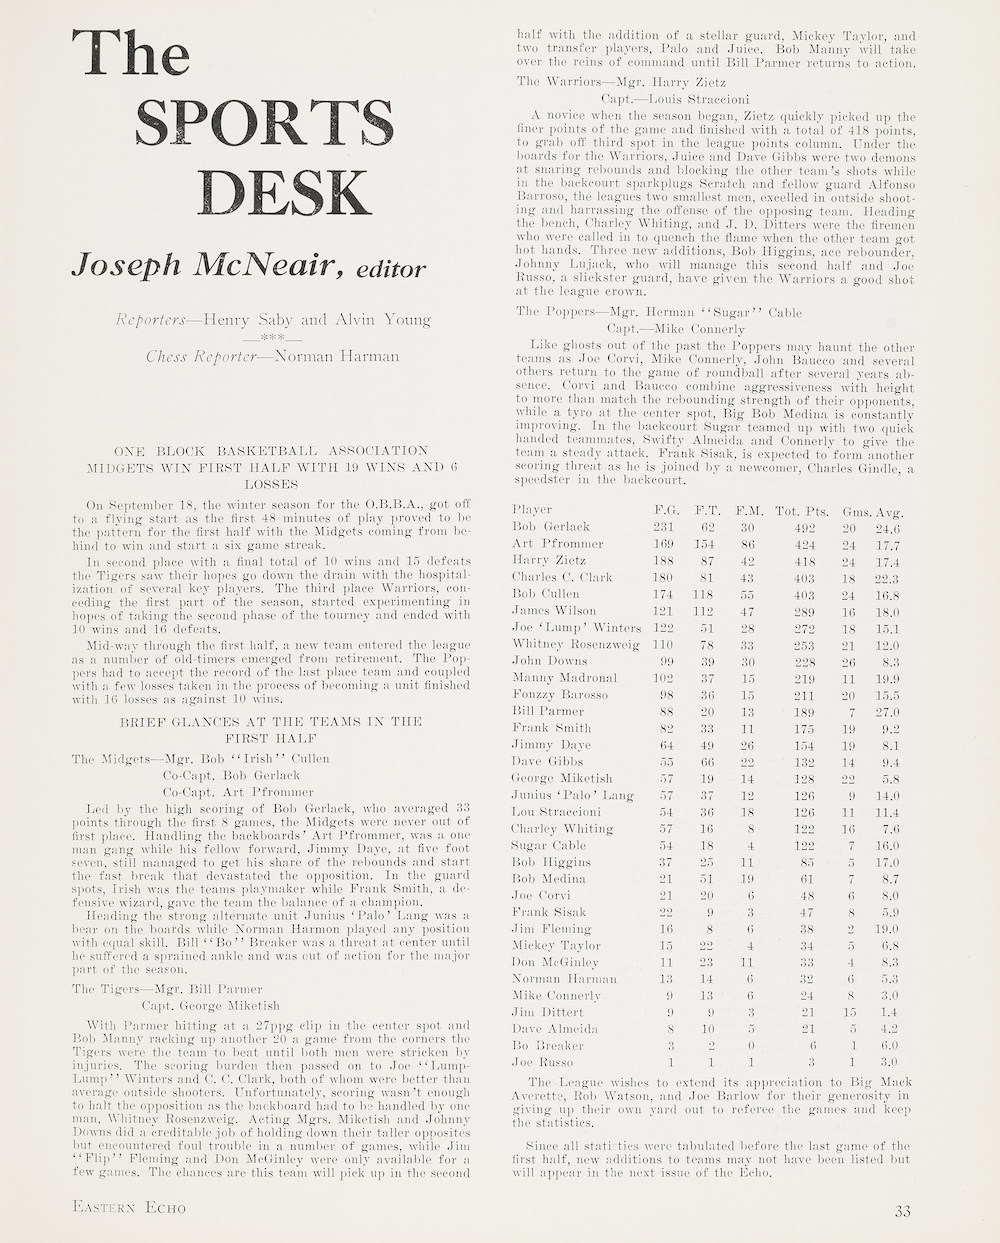 The
SPORTS
DESK
Joseph McNeair, editor
Reporters—Henry Saby and Alvin Young
—***—
Chess Reporter—Norman Harman
ONE BLOCK BASKETBALL ASSOCIATION
MIDGETS WIN FIRST HALF WITH 19 WINS AND 6
LOSSES
On September 18, the winter season for the O.B.B.A., got off
to a flying start as the first 48 minutes of play proved to be
the pattern for the first half with the Midgets coming from be-
hind to win and start a six game streak.
In second place with a final total of 10 wins and 15 defeats
the Tigers saw their hopes go down the drain with the hospital-
ization of several key players. The third place Warriors, con-
ceding the first part of the season, started experimenting in
hopes of taking the second phase of the tourney and ended with
10 wins and 16 defeats.
Mid-way through the first half, a new team entered the league
as a number of old-timers emerged from retirement. The Pop-
pers had to accept the record of the last place team and coupled
with a few losses taken in the process of becoming a unit finished
with 16 losses as against 10 wins.
BRIEF GLANCES AT THE TEAMS IN THE
FIRST HALF
The Midgets—Mgr. Bob "Irish" Cullen
Co-Capt. Bob Gerlack
Co-Capt. Art Pfrommer
Led by the high scoring of Bob Gerlack, who averaged 33
points through the first 8 games, the Midgets were never out of
first place. Handling the backboards' Art Pfrommer, was a one
man gang while his fellow forward, Jimmy Daye, at five foot
seven, still managed to get his share of the rebounds and start
the fast break that devastated the opposition. In the guard
spots, Irish was the teams playmaker while Frank Smith, a de-
fensive wizard, gave the team the balance of a champion.
Heading the strong alternate unit Junius 'Palo' Lang was a
bear on the boards while Norman Harmon played any position
with equal skill. Bill "Bo" Breaker was a threat at center until
he suffered a sprained ankle and was out of action for the major
part of the season.
The Tigers—Mgr. Bill Parmer
Capt. George Miketish
With Parmer hitting at a 27ppg clip in the center spot and
Bob Manny racking up another 20 a game from the corners the
Tigers were the team to beat until both men were stricken by
injuries. The scoring burden then passed on to Joe "Lump-
Lump" Winters and C. C. Clark, both of whom were better than
average outside shooters. Unfortunately, scoring wasn't enough
to halt the opposition as the backboard had to be handled by one
man, Whitney Rosenzweig. Acting Mgrs. Miketish and Johnny
Downs did a creditable job of holding down their taller opposites
but encountered foul trouble in a number of games, while Jim
"Flip" Fleming and Don McGinley were only available for a
few games. The chances are this team will pick up in the second
half with the addition of a stellar guard, Mickey Taylor, and
two transfer players, Palo and Juice. Bob Manny will take
over the reins of command until Bill Parmer returns to action.
The Warriors—Mgr. Harry Zietz
Capt.—Louis Straccioni
A novice when the season began, Zietz quickly picked up the
finer points of the game and finished with a total of 418 points,
to grab off third spot in the league points column. Under the
boards for the Warriors, Juice and Dave Gibbs were two demons
at snaring rebounds and blocking the other team's shots while
in the backcourt sparkplugs Scratch and fellow guard Alfonso
Barroso, the leagues two smallest men, excelled in outside shoot-
ing and harrassing the offense of the opposing team. Heading
the bench, Charley Whiting, and J. D. Ditters were the firemen
who were called in to quench the flame when the other team got
hot hands. Three new additions, Bob Higgins, ace rebounder,
Johnny Lujack, who will manage this second half and Joe
Russo, a slickster guard, have given the Warriors a good shot
at the league crown.
The Poppers—Mgr. Herman "Sugar" Cable
Capt.—Mike Connerly
Like ghosts out of the past the Poppers may haunt the other
teams as Joe Corvi, Mike Connerly, John Baucco and several
others return to the game of roundball after several years ab-
sence. Corvi and Baucco combine aggressiveness with height
to more than match the rebounding strength of their opponents,
while a tyro at the center spot, Big Bob Medina is constantly
improving. In the backcourt Sugar teamed up with two quick
handed teammates, Swifty Almeida and Connerly to give the
team a steady attack. Frank Sisak, is expected to form another
scoring threat as he is joined by a newcomer, Charles Gindle, a
speedster in the backcourt.
Player F.G. F.T. F.M. Tot. Pts. Gms. Avg.
Bob Gerlack 231 62 30 492 20 24.6
Art Pfrommer 169 154 86 424 24 17.7
Harry Zietz 188 87 42 418 24 17.4
Charles C. Clark 180 81 43 403 18 22.3
Bob Cullen 174 118 55 403 24 16.8
James Wilson 121 112 47 289 16 18.0
Joe 'Lump' Winters 122 51 28 272 18 15.1
Whitney Rosenzweig 110 78 33 253 21 12.0
John Downs 99 39 30 228 26 8.3
Manny Madronal 102 37 15 219 11 19.9
Fonzzy Barosso 98 36 15 211 20 15.5
Bill Parmer 88 20 13 189 7 27.0
Frank Smith 82 33 11 175 19 9.2
Jimmy Daye 64 49 26 154 19 8.1
Dave Gibbs 55 66 22 132 14 9.4
George Miketish 57 19 14 128 22 5.8
Junius 'Palo' Lang 57 37 12 126 9 14.0
Lou Straccioni 54 36 18 126 11 11.4
Charley Whiting 57 16 8 122 16 7.6
Sugar Cable 54 18 4 122 7 16.0
Bob Higgins 37 25 11 85 5 17.0
Bob Medina 21 51 19 61 7 8.7
Joe Corvi 21 20 6 48 6 8.0
Frank Sisak 22 9 3 47 8 5.9
Jim Fleming 16 8 6 38 2 19.0
Mickey Taylor 15 22 4 34 5 6.8
Don McGinley 11 23 11 33 4 8.3
Norman Harman 13 14 6 32 6 5.3
Mike Connerly 9 13 6 24 8 3.0
Jim Dittert 9 9 3 21 15 1.4
Dave Almeida 8 10 5 21 5 4.2
Bo Breaker 3 2 0 6 1 6.0
Joe Russo 1 1 1 3 1 3.0
The League wishes to extend its appreciation to Big Mack
Averette, Rob Watson, and Joe Barlow for their generosity in
giving up their own yard out to referee the games and keep
the statistics.
Since all statistics were tabulated before the last game of the
first half, new additions to teams may not have been listed but
will appear in the next issue of the Echo.
EASTERN ECHO
33